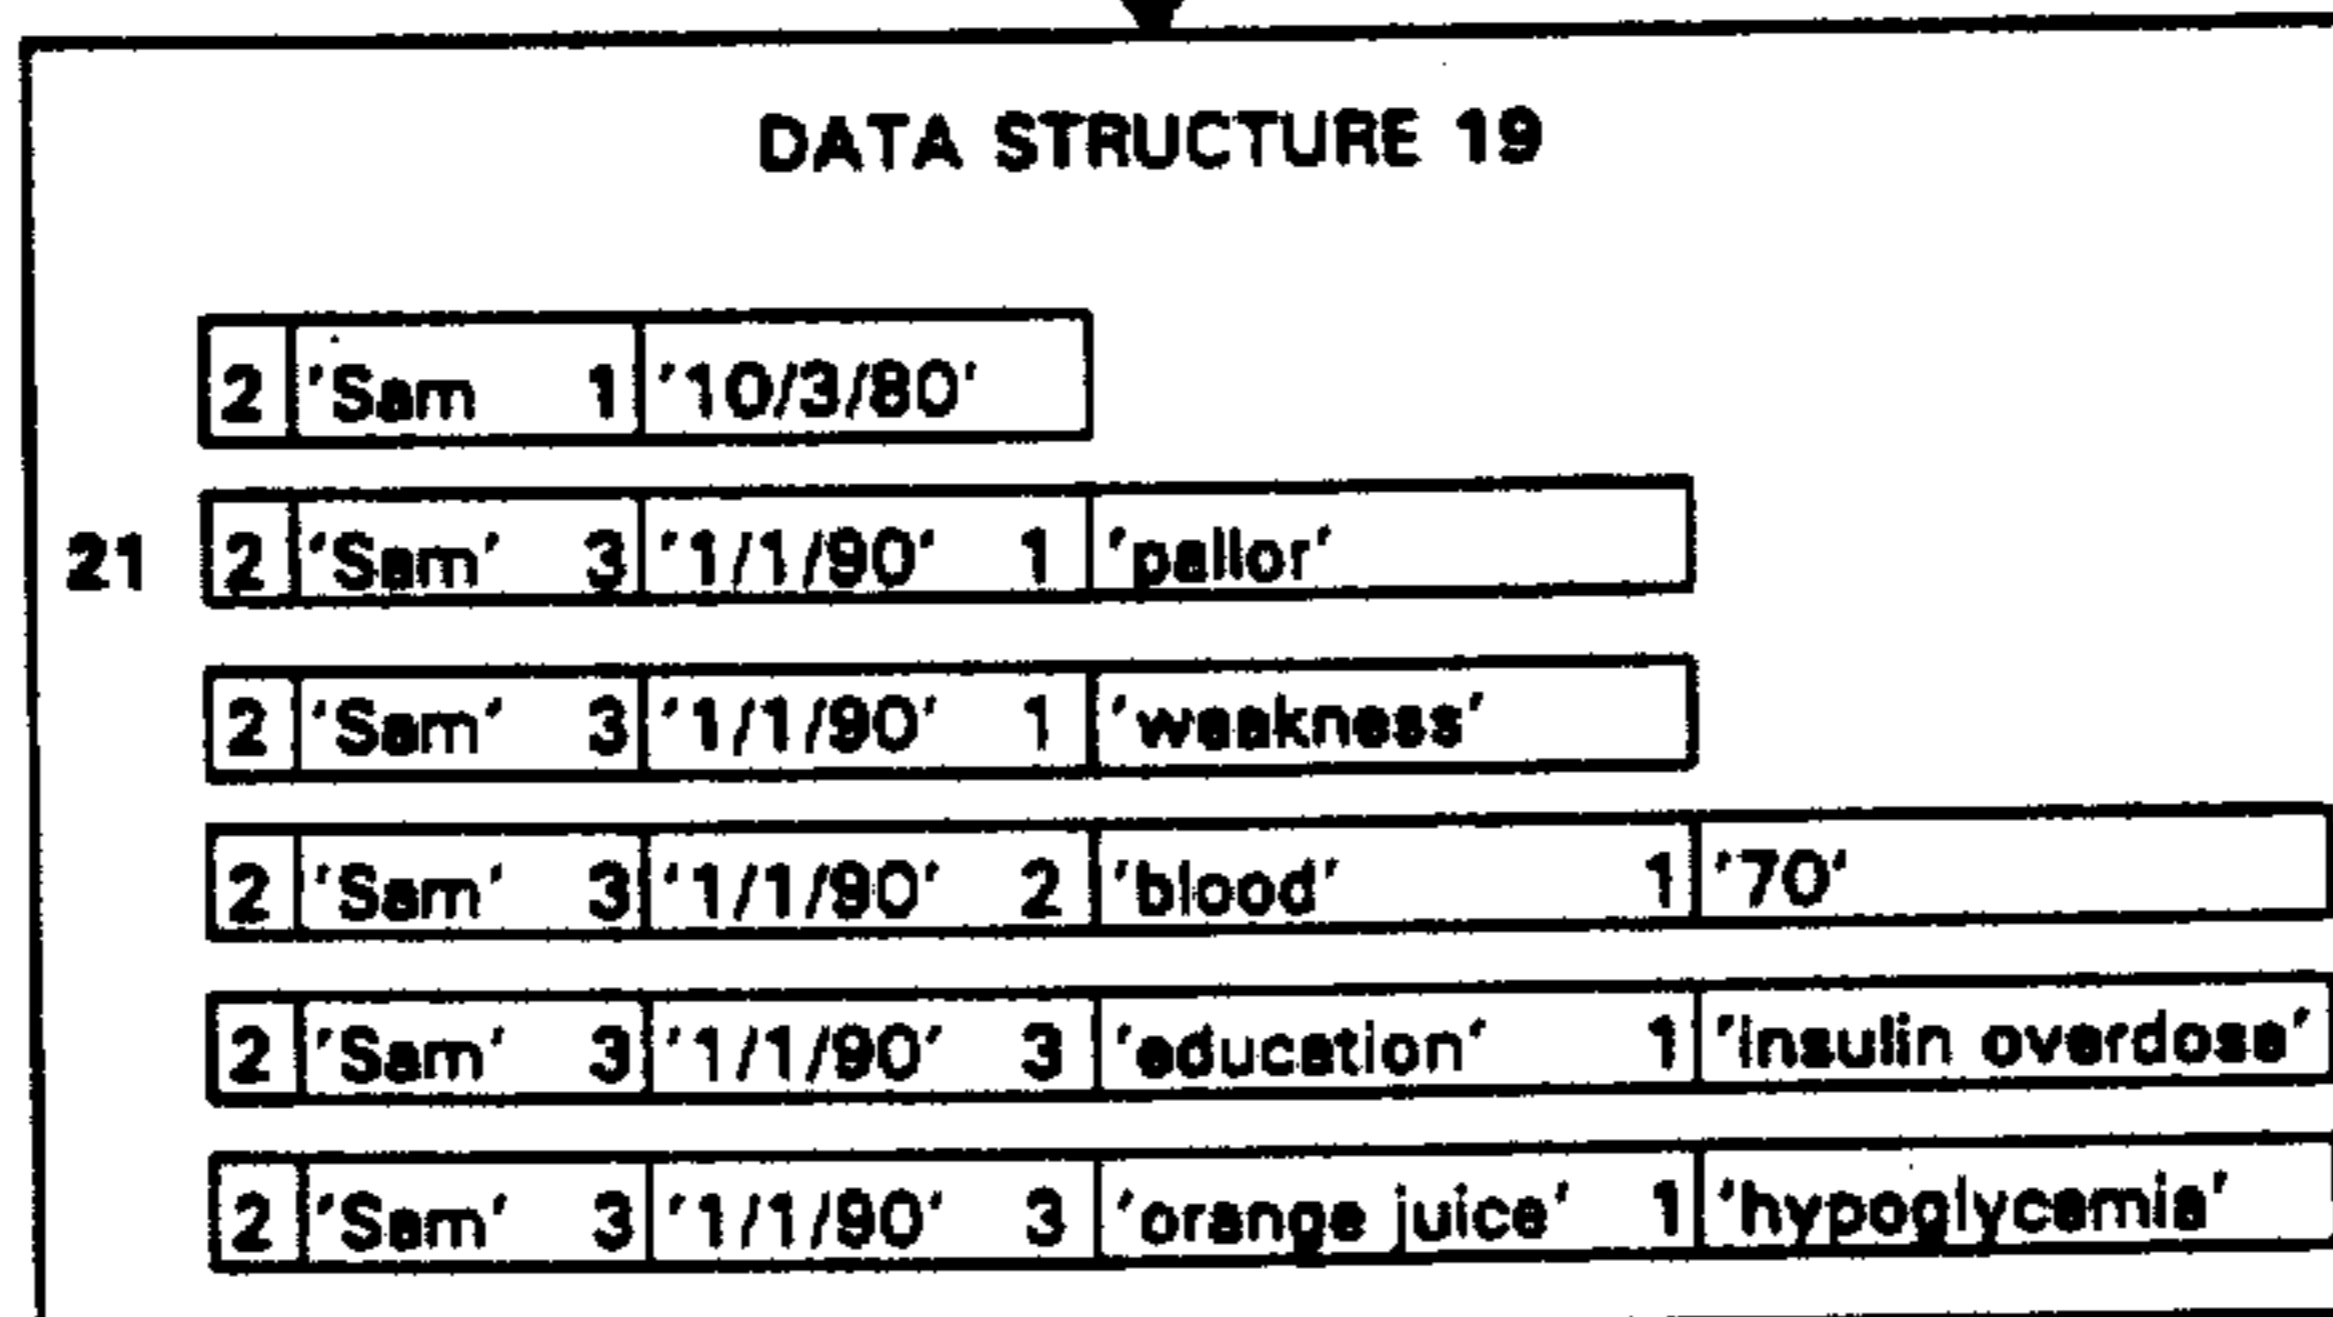 DATA STRUCTURE 19
2 'Sam 1 '10/3/80'
21 2 'Sam' 3 '1/1/90' 1 'pallor'
2 'Sam' 3 '1/1/90' 1 'weakness'
2 'Sam' 3 '1/1/90' 2 'blood' 1 '70'
2 'Sam' 3 '1/1/90' 3 'education' 1 'insulin overdose'
2 'Sam' 3 '1/1/90' 3 'orange juice' 1 'hypoglycemia'